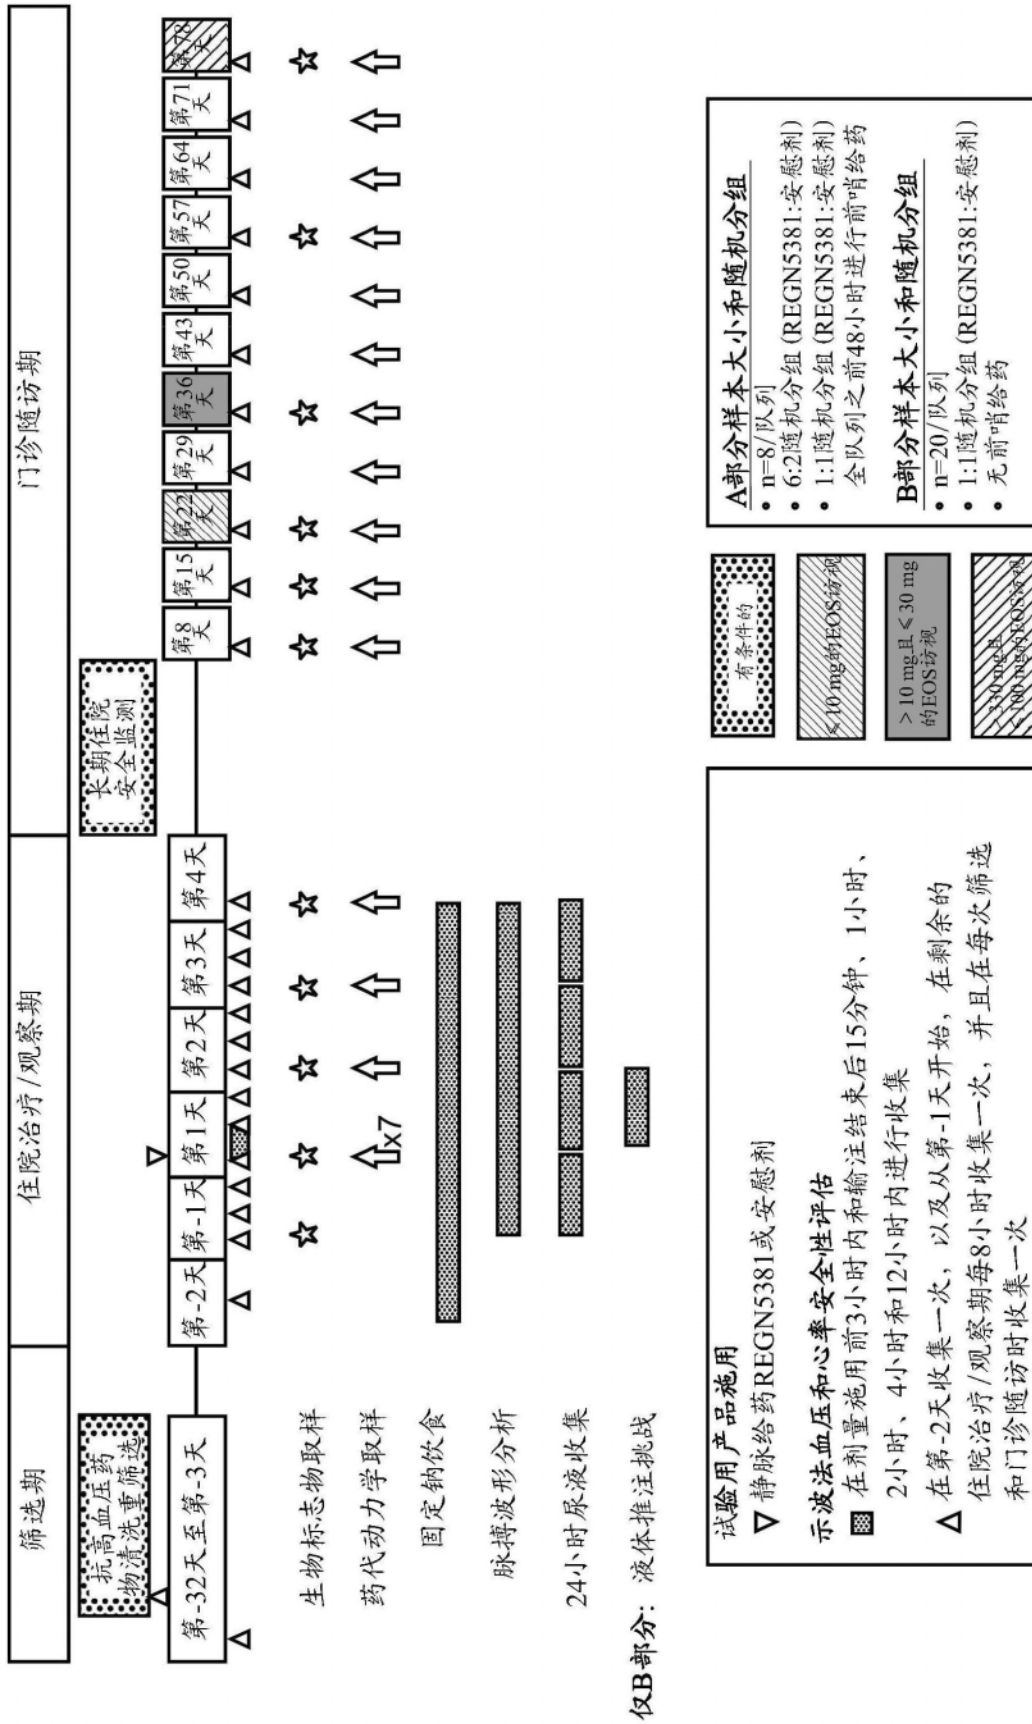 筛选期
住院治疗/观察期
门诊随访期
抗高血压药
物清洗重筛选
长期住院
安全监测
第-32天至第-3天
第-2天
第-1天
第1天
第2天
第3天
第4天
第8
天
第15
天
第22
天
第29
天
第36
天
第43
天
第50
天
第57
天
第64
天
第71
天
第78
天
生物标志物取样
药代动力学取样
x7
固定钠饮食
脉搏波形分析
24小时尿液收集
仅B部分：液体推注挑战
试验用产品施用
静脉给药REGN5381或安慰剂
示波法血压和心率安全性评估
在剂量施用前3小时内和输注结束后15分钟、1小时、
2小时、4小时和12小时内进行收集
在第-2天收集一次，以及从第-1天开始，在剩余的
住院治疗/观察期每8小时收集一次，并且在每次筛选
和门诊随访时收集一次
有条件的
≤10 mg的EOS访视
> 10 mg且≤30 mg
的EOS访视
330 mg且
≤100 mg的EOS访视
A部分样本大小和随机分组
• n=8/队列
• 6:2随机分组 (REGN5381:安慰剂)
• 1:1随机分组 (REGN5381:安慰剂)
全队列之前48小时进行前哨给药
B部分样本大小和随机分组
• n=20/队列
• 1:1随机分组 (REGN5381:安慰剂)
• 无前哨给药